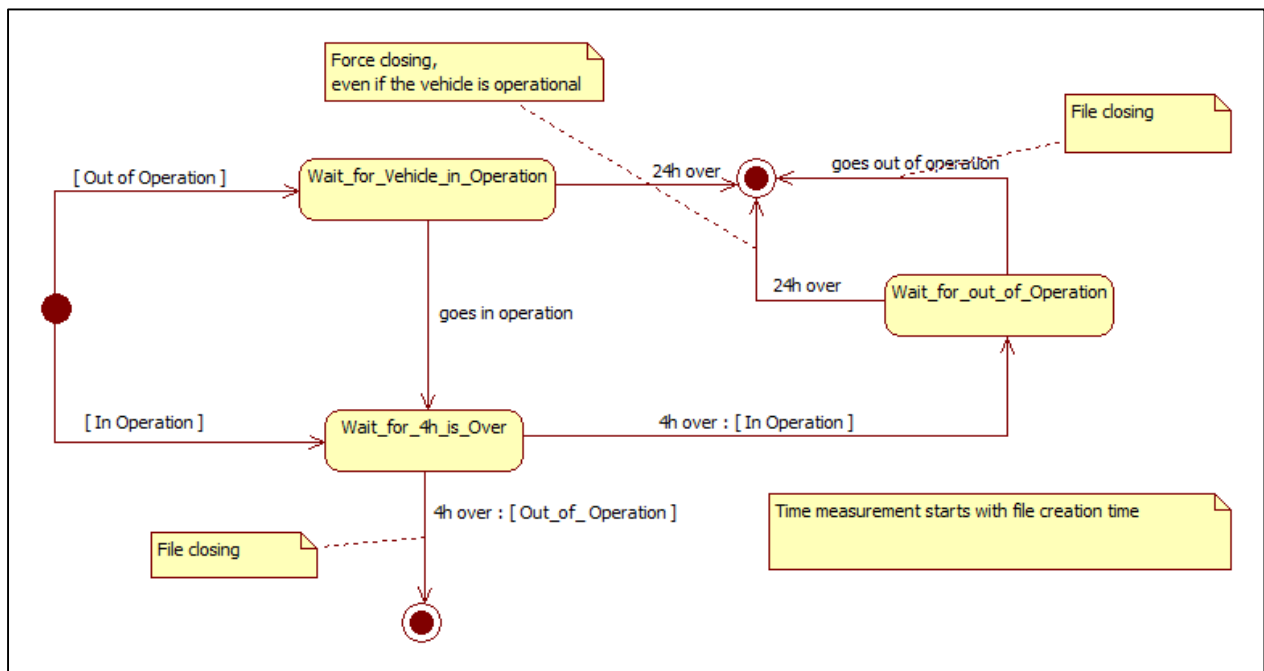 Force closing,
even if the vehicle is operational
File closing
[ Out of Operation ]
Wait_for_Vehicle_in_Operation
24h over
goes out of operation
24h over
Wait_for_out_of_Operation
goes in operation
[ In Operation ]
Wait_for_4h_is_Over
4h over : [ In Operation ]
4h over : [ Out_of_ Operation ]
Time measurement starts with file creation time
File closing